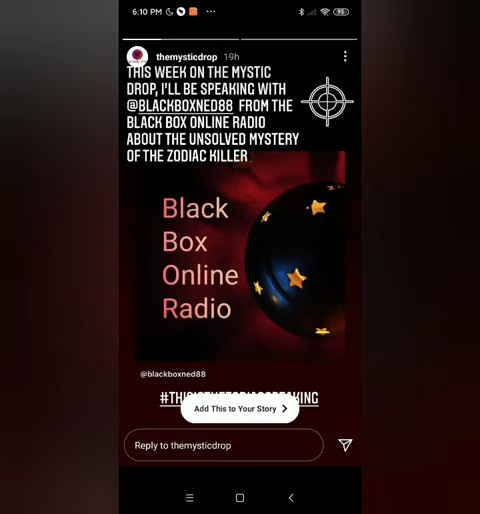 6:10 PM
95
themysticdrop 19h
THIS WEEK ON THE MYSTIC
DROP, I'LL BE SPEAKING WITH
@BLACKBOXNED88 FROM THE
BLACK BOX ONLINE RADIO
ABOUT THE UNSOLVED MYSTERY
OF THE ZODIAC KILLER
Black
Box
Online
Radio
@blackboxned88
Add This to Your Story
Reply to themysticdrop